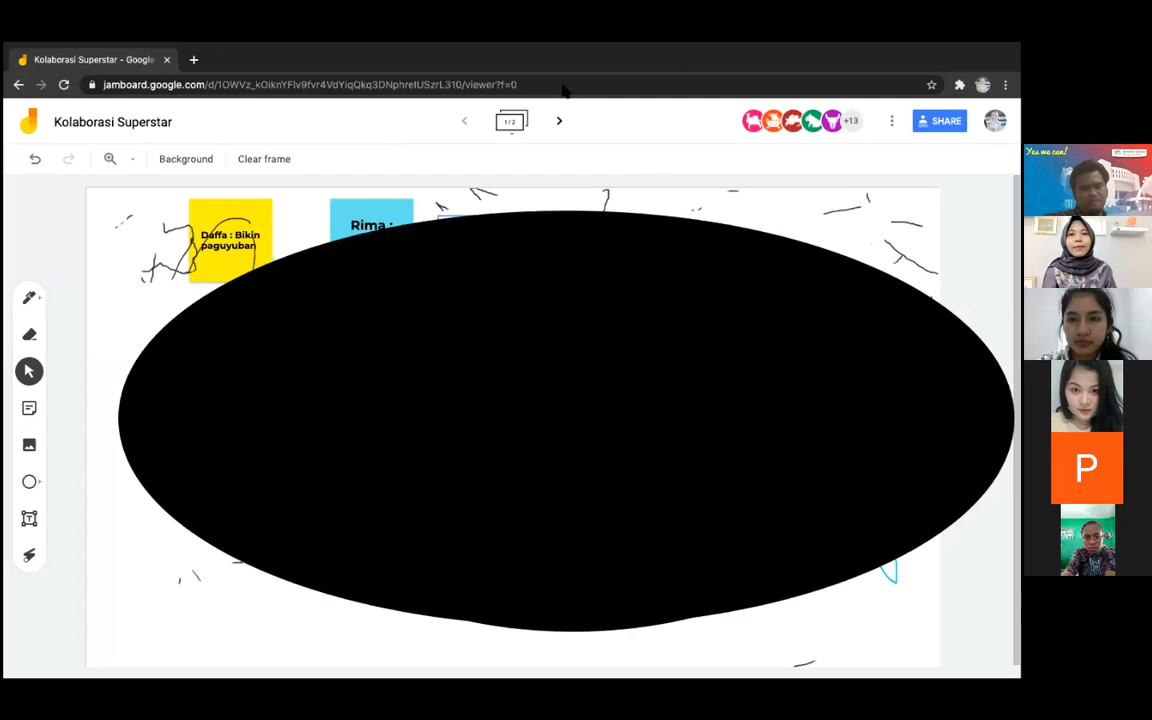 Kolaborasi Superstar - Google
jamboard.google.com/d/1OWVz_kOiknYFlv9fvr4VdYiqQkq3DNphreIUSzrL310/viewer?f=0
Kolaborasi Superstar
1/2
+13
SHARE
Background
Clear frame
Daffa : Bikin
paguyuban
Rima :
Yes we can!
P